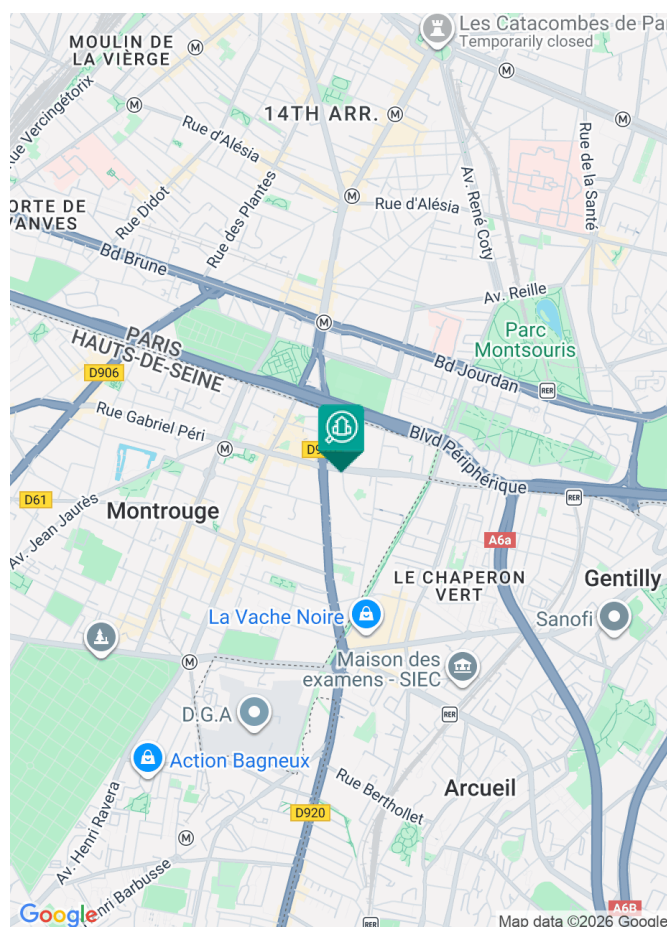 Les Catacombes de Pa
Temporarily closed
MOULIN DE
LA VIERGE
14TH ARR.
Rue Vercingétorix
Rue d'Alésia
Rue de la Santé
Rue Didot
Rue des Plantes
Rue d'Alésia
Av. René Coty
ORTE DE
VANVES
Bd Brune
Av. Reille
Parc
Montsouris
PARIS
HAUTS-DE-SEINE
Bd Jourdan
RER
D906
Rue Gabriel Péri
Blvd Périphérique
D9
D61
RER
Av. Jean Jaurès
Montrouge
A6a
LE CHAPERON
VERT
Gentilly
La Vache Noire
Sanofi
Maison des
examens - SIEC
D.G.A
RER
Action Bagneux
Arcueil
Rue Berthollet
D920
Av. Henri Ravera
Henri Barbusse
A6B
Google
RER
Map data ©2026 Google